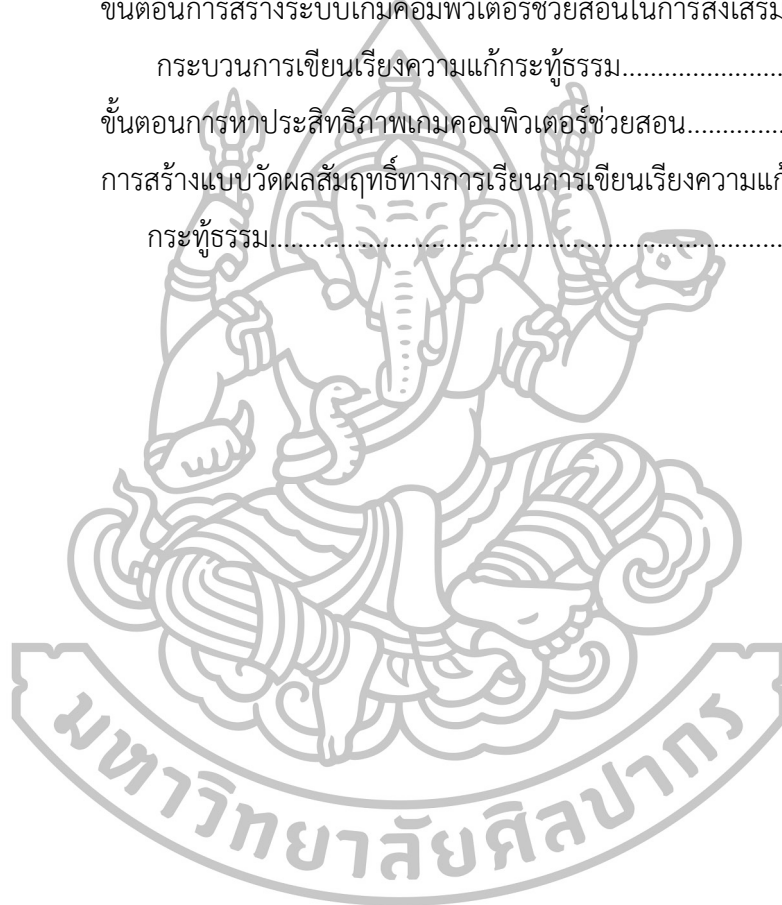 ขั้นตอนการสร้างระบบเกมคอมพิวเตอร์ช่วยสอนในการส่งเสริม
กระบวนการเขียนเรียงความแก้กระทู้ธรรม......................
ขั้นตอนการหาประสิทธิภาพเกมคอมพิวเตอร์ช่วยสอน..............
การสร้างแบบวัดผลสัมฤทธิ์ทางการเรียนการเขียนเรียงความแก้
กระทู้ธรรม......................................................................
มหาวิทยาลัยศิลปากร